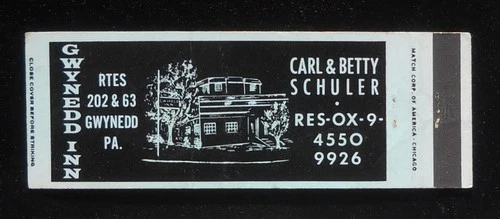 CLOSE COVER BEFORE STRIKING
GWYNEDD INN
RTES
202 & 63
GWYNEDD
PA.
CARL & BETTY
SCHULER
•
RES-OX-9-
4550
9926
MATCH CORP. OF AMERICA, CHICAGO